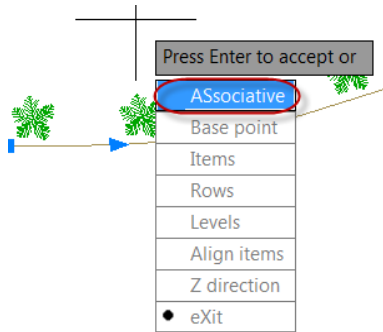 Press Enter to accept or
ASsociative
Base point
Items
Rows
Levels
Align items
Z direction
eXit